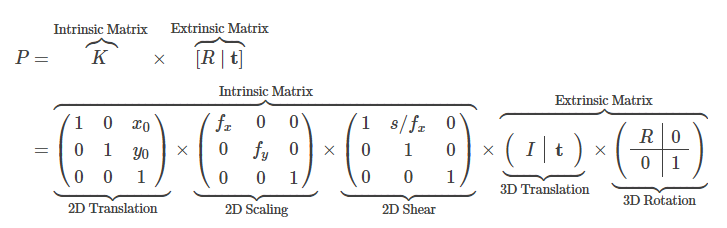 Intrinsic Matrix Extrinsic Matrix
P = K × [R | t]
Intrinsic Matrix Extrinsic Matrix
= ( 1 0 x₀ ; 0 1 y₀ ; 0 0 1 ) × ( fₓ 0 0 ; 0 f_y 0 ; 0 0 1 ) × ( 1 s/fₓ 0 ; 0 1 0 ; 0 0 1 ) × ( I | t ) × ( R | 0 ; 0 | 1 )
2D Translation 2D Scaling 2D Shear 3D Translation 3D Rotation